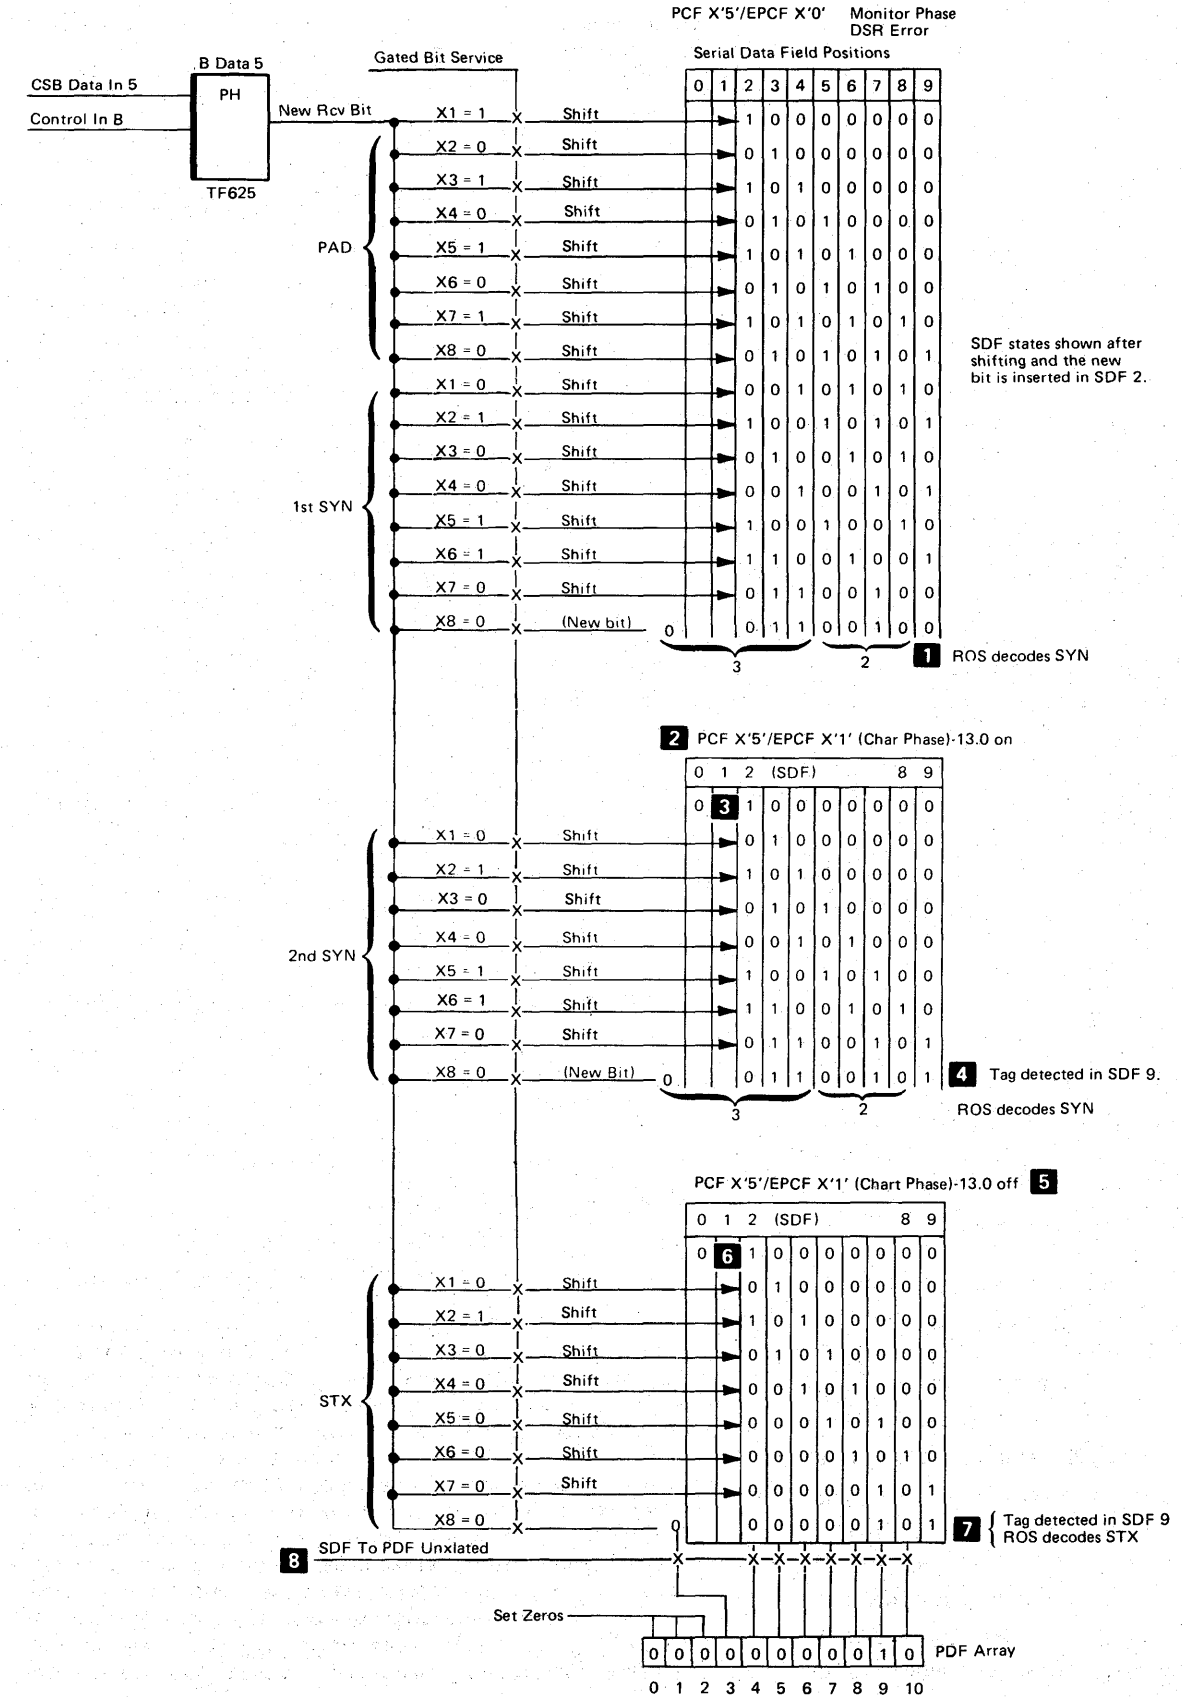 PCF X'5'/EPCF X'0' Monitor Phase
DSR Error
B Data 5
Gated Bit Service
Serial Data Field Positions
CSB Data In 5
PH
0 1 2 3 4 5 6 7 8 9
Control In B
New Rcv Bit
TF625
X1 = 1 X Shift 1 0 0 0 0 0 0 0
PAD
X2 = 0 X Shift 0 1 0 0 0 0 0 0
X3 = 1 X Shift 1 0 1 0 0 0 0 0
X4 = 0 X Shift 0 1 0 1 0 0 0 0
X5 = 1 X Shift 1 0 1 0 1 0 0 0
X6 = 0 X Shift 0 1 0 1 0 1 0 0
X7 = 1 X Shift 1 0 1 0 1 0 1 0
X8 = 0 X Shift 0 1 0 1 0 1 0 1
SDF states shown after
shifting and the new
bit is inserted in SDF 2.
1st SYN
X1 = 0 X Shift 0 0 1 0 1 0 1 0
X2 = 1 X Shift 1 0 0 1 0 1 0 1
X3 = 0 X Shift 0 1 0 0 1 0 1 0
X4 = 0 X Shift 0 0 1 0 0 1 0 1
X5 = 1 X Shift 1 0 0 1 0 0 1 0
X6 = 1 X Shift 1 1 0 0 1 0 0 1
X7 = 0 X Shift 0 1 1 0 0 1 0 0
X8 = 0 X (New bit) 0 0 1 1 0 0 1 0 0
3 2
1 ROS decodes SYN
2 PCF X'5'/EPCF X'1' (Char Phase)-13.0 on
0 1 2 (SDF) 8 9
0 3 1 0 0 0 0 0 0 0
2nd SYN
X1 = 0 X Shift 0 1 0 0 0 0 0 0
X2 = 1 X Shift 1 0 1 0 0 0 0 0
X3 = 0 X Shift 0 1 0 1 0 0 0 0
X4 = 0 X Shift 0 0 1 0 1 0 0 0
X5 = 1 X Shift 1 0 0 1 0 1 0 0
X6 = 1 X Shift 1 1 0 0 1 0 1 0
X7 = 0 X Shift 0 1 1 0 0 1 0 1
X8 = 0 X (New Bit) 0 0 1 1 0 0 1 0 1
4 Tag detected in SDF 9.
3 2
ROS decodes SYN
PCF X'5'/EPCF X'1' (Chart Phase)-13.0 off 5
0 1 2 (SDF) 8 9
0 6 1 0 0 0 0 0 0 0
STX
X1 = 0 X Shift 0 1 0 0 0 0 0 0
X2 = 1 X Shift 1 0 1 0 0 0 0 0
X3 = 0 X Shift 0 1 0 1 0 0 0 0
X4 = 0 X Shift 0 0 1 0 1 0 0 0
X5 = 0 X Shift 0 0 0 1 0 1 0 0
X6 = 0 X Shift 0 0 0 0 1 0 1 0
X7 = 0 X Shift 0 0 0 0 0 1 0 1
X8 = 0 X 0 0 0 0 0 0 1 0 1
7 Tag detected in SDF 9
ROS decodes STX
8 SDF To PDF Unxlated X X X X X X X X
Set Zeros
0 0 0 0 0 0 0 0 0 1 0 PDF Array
0 1 2 3 4 5 6 7 8 9 10